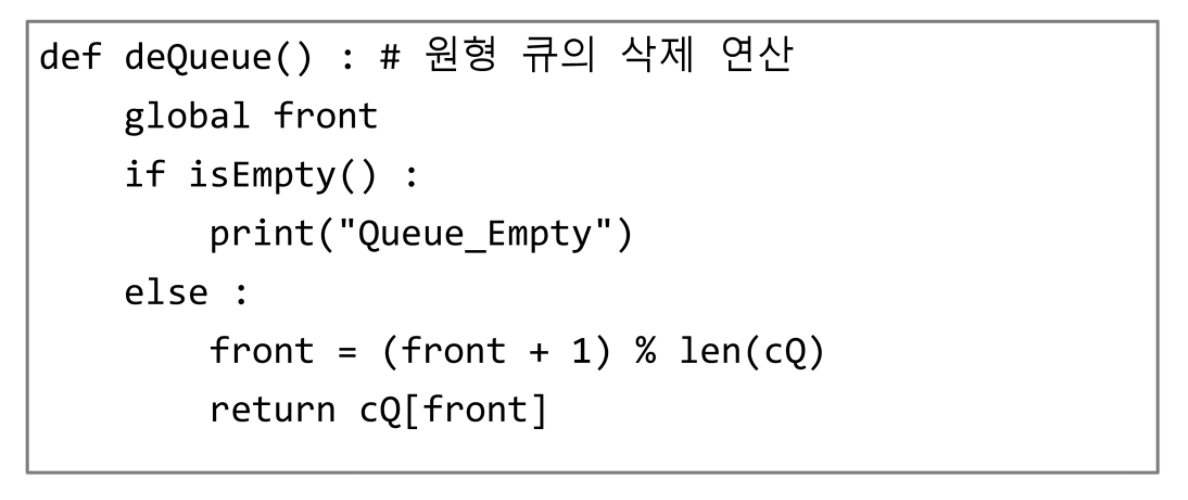 def deQueue() : # 원형 큐의 삭제 연산
    global front
    if isEmpty() :
        print("Queue_Empty")
    else :
        front = (front + 1) % len(cQ)
        return cQ[front]